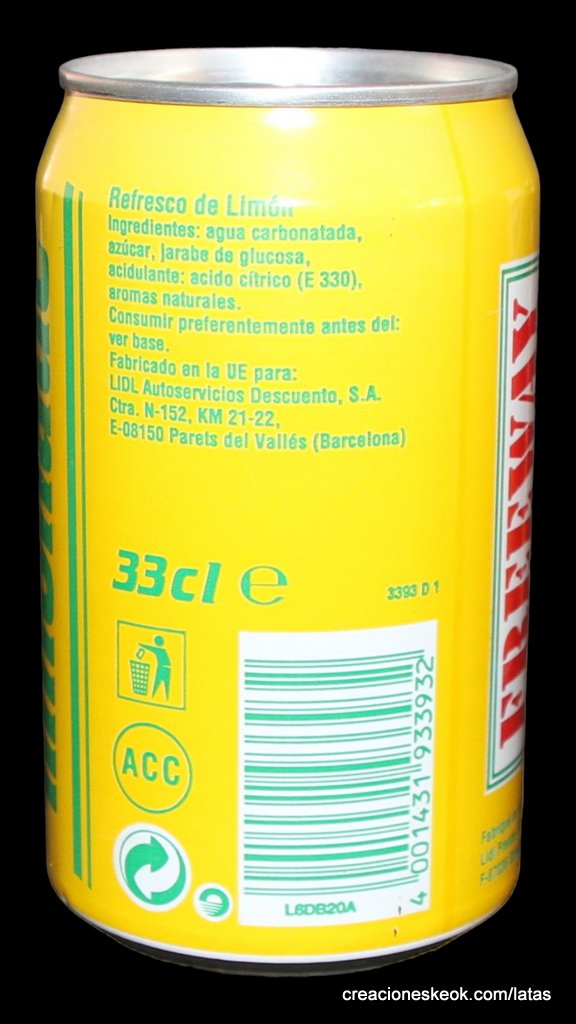 Refresco de Limón
Ingredientes: agua carbonatada,
azúcar, jarabe de glucosa,
acidulante: acido cítrico (E 330),
aromas naturales.
Consumir preferentemente antes del:
ver base.
Fabricado en la UE para:
LIDL Autoservicios Descuento, S.A.
Ctra. N-152, KM 21-22,
E-08150 Parets del Vallés (Barcelona)
33cl e
3393 D 1
ACC
4 001431 933932
L6DB20A
FREEWAY
Lidl
creacioneskeok.com/latas